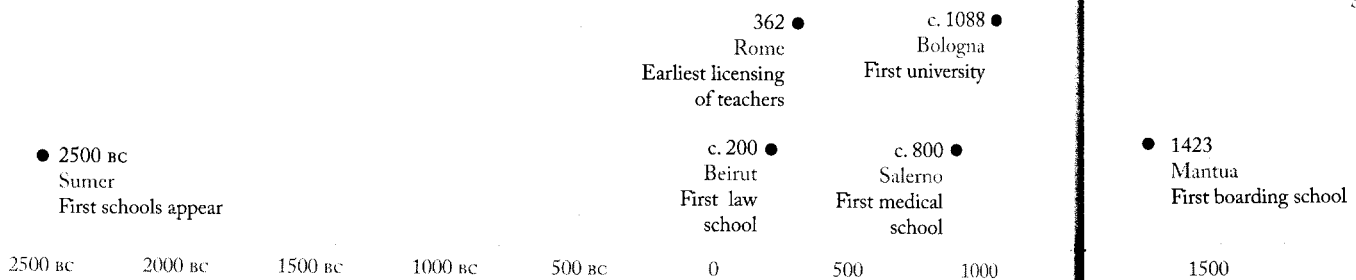 362
Rome
Earliest licensing
of teachers
c. 1088
Bologna
First university
2500 BC
Sumer
First schools appear
c. 200
Beirut
First law
school
c. 800
Salerno
First medical
school
1423
Mantua
First boarding school
2500 BC 2000 BC 1500 BC 1000 BC 500 BC 0 500 1000 1500